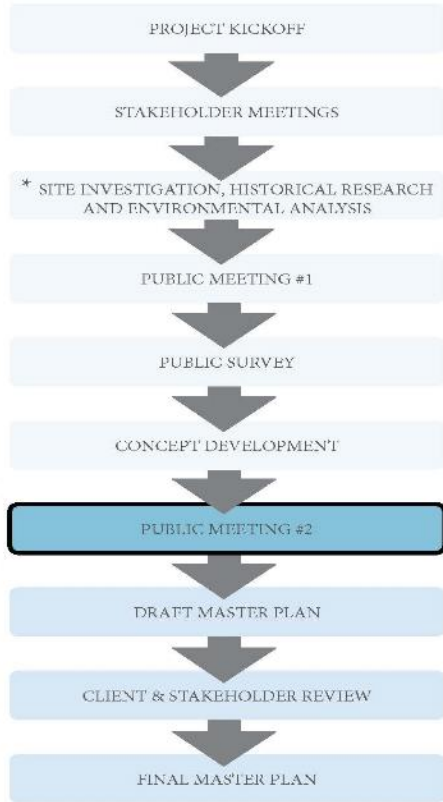 PROJECT KICKOFF
STAKEHOLDER MEETINGS
* SITE INVESTIGATION, HISTORICAL RESEARCH
AND ENVIRONMENTAL ANALYSIS
PUBLIC MEETING #1
PUBLIC SURVEY
CONCEPT DEVELOPMENT
PUBLIC MEETING #2
DRAFT MASTER PLAN
CLIENT & STAKEHOLDER REVIEW
FINAL MASTER PLAN